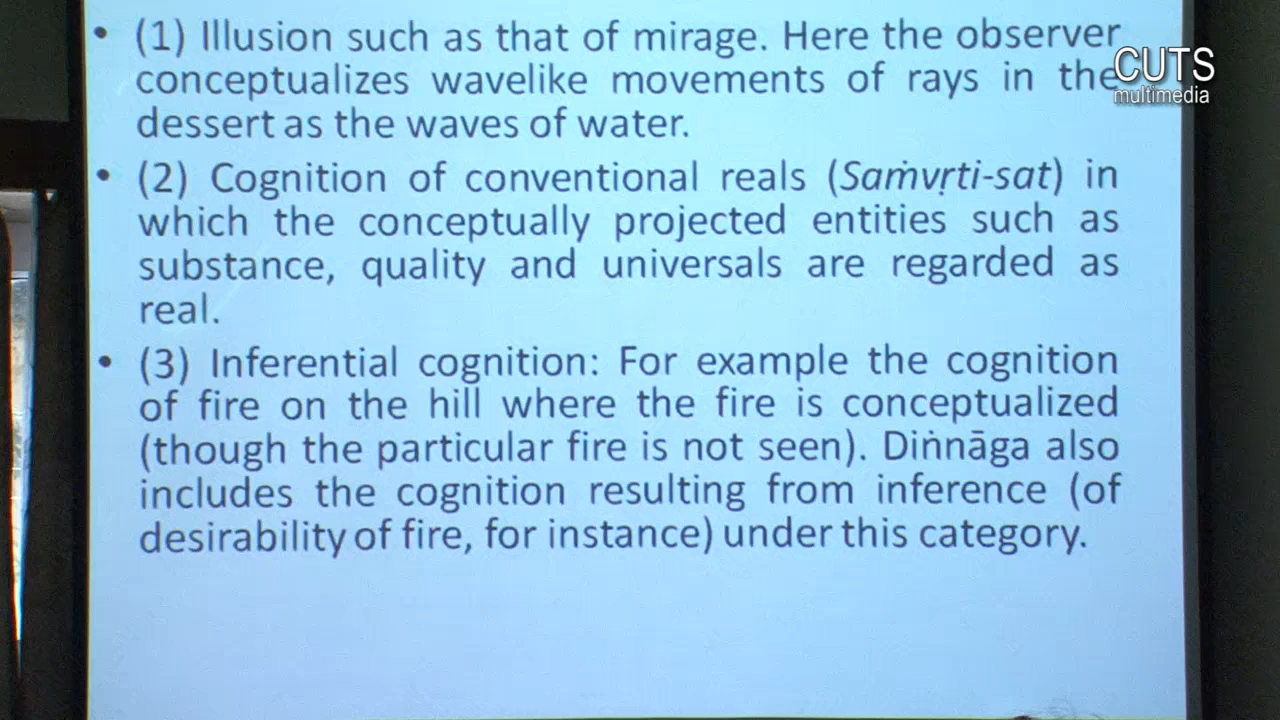 • (1) Illusion such as that of mirage. Here the observer
conceptualizes wavelike movements of rays in the
dessert as the waves of water.
• (2) Cognition of conventional reals (Saṁvṛti-sat) in
which the conceptually projected entities such as
substance, quality and universals are regarded as
real.
• (3) Inferential cognition: For example the cognition
of fire on the hill where the fire is conceptualized
(though the particular fire is not seen). Diṅnāga also
includes the cognition resulting from inference (of
desirability of fire, for instance) under this category.
CUTS
multimedia